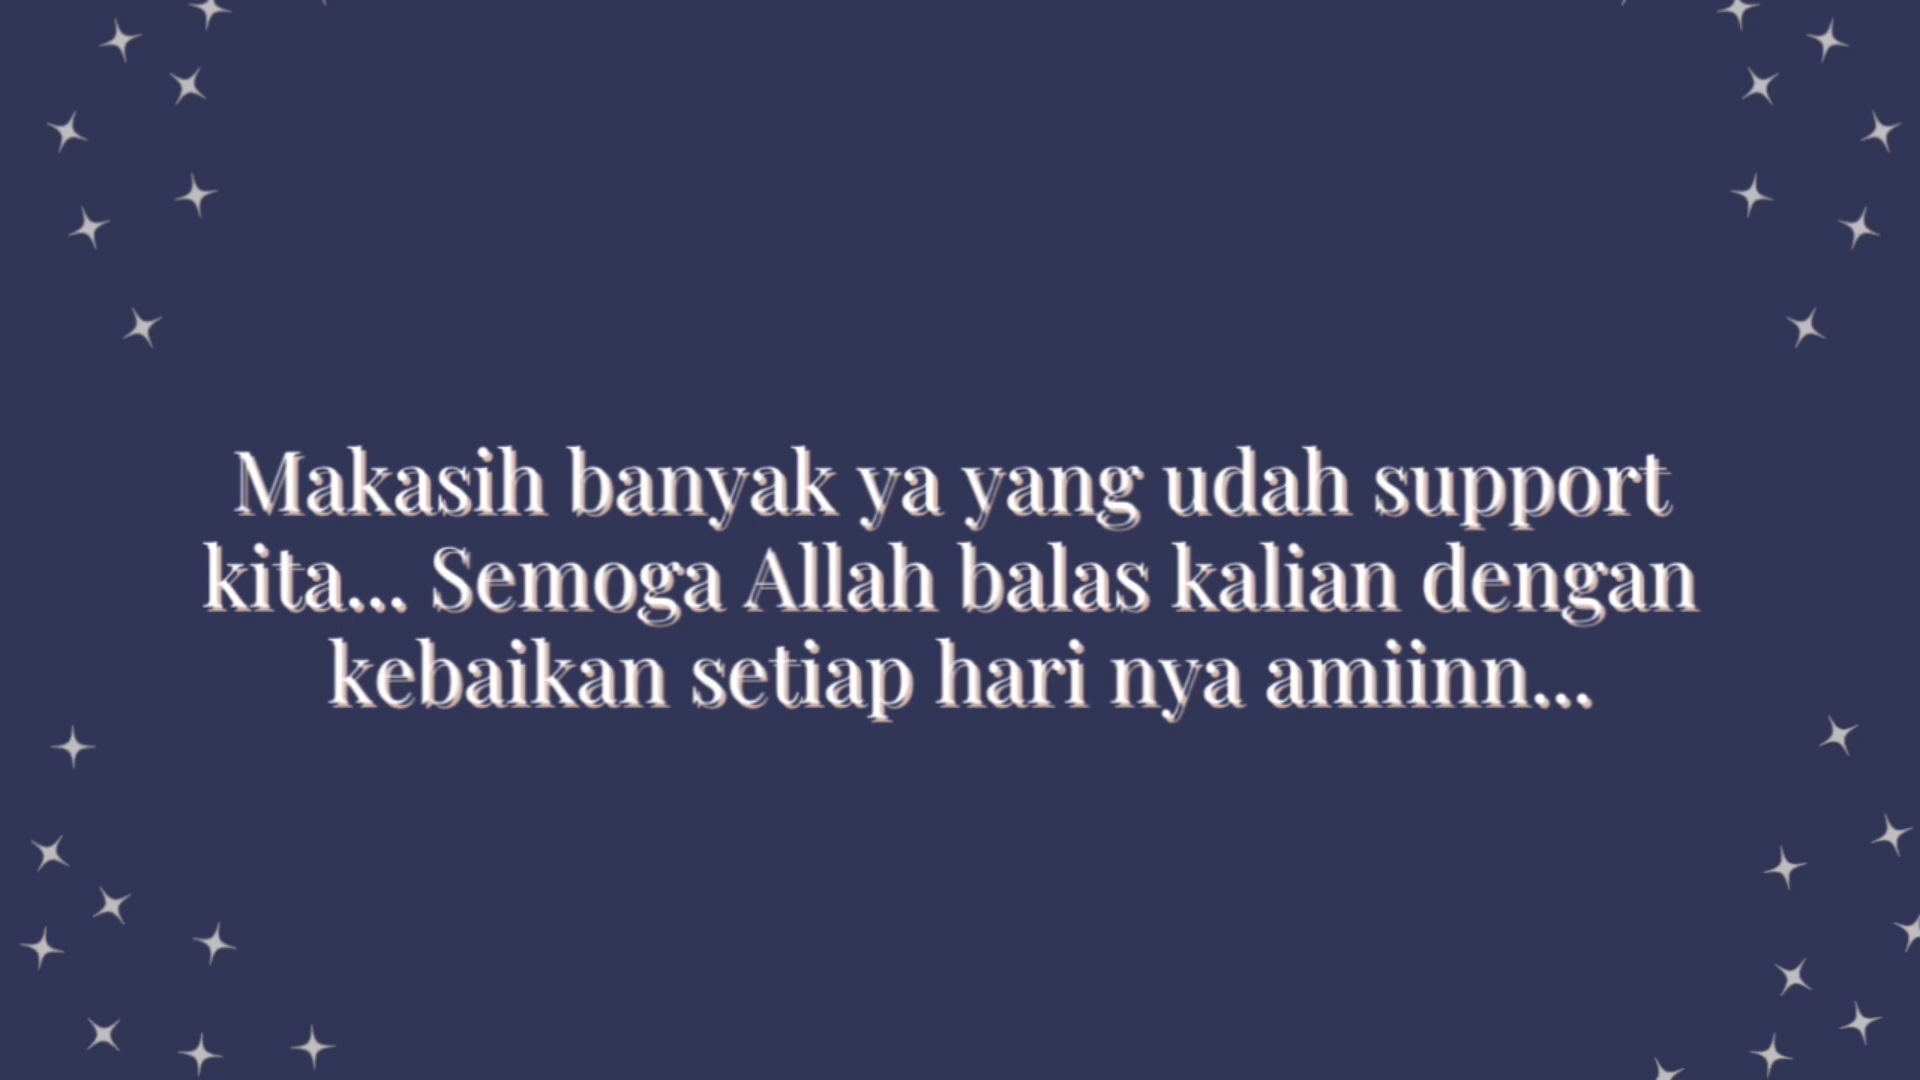 Makasih banyak ya yang udah support
kita... Semoga Allah balas kalian dengan
kebaikan setiap hari nya amiinn...